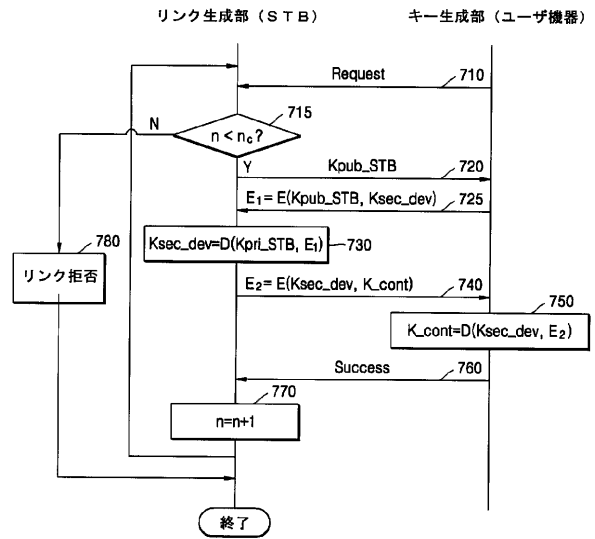 リンク生成部(STB)
キー生成部(ユーザ機器)
Request
710
n<nc?
715
N
Y
Kpub_STB
720
E1=E(Kpub_STB, Ksec_dev)
725
Ksec_dev=D(Kpri_STB, E1)
730
780
リンク拒否
E2=E(Ksec_dev, K_cont)
740
750
K_cont=D(Ksec_dev, E2)
Success
760
770
n=n+1
終了